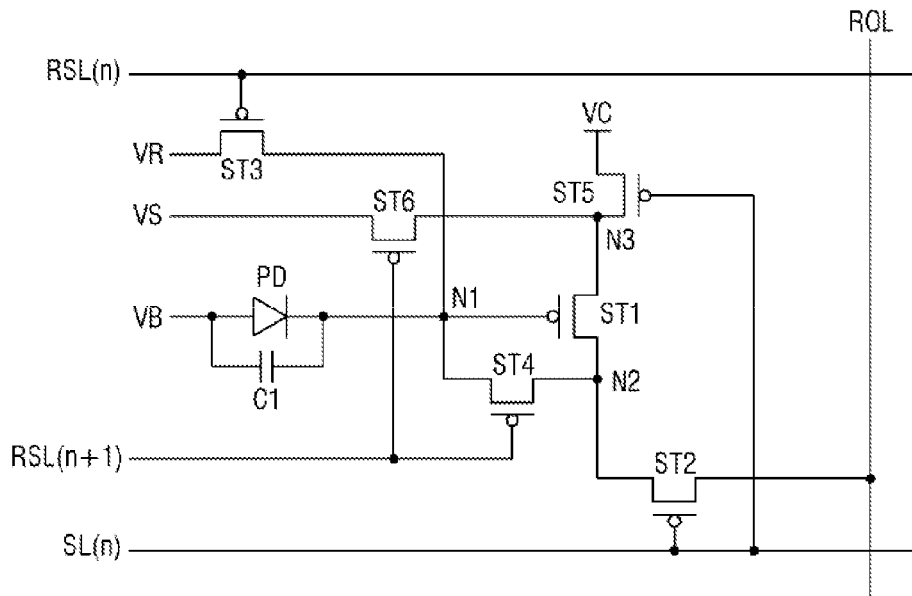 ROL
RSL(n)
VC
VR
ST3
ST5
ST6
VS
N3
PD
N1
VB
ST1
ST4
N2
C1
RSL(n+1)
ST2
SL(n)